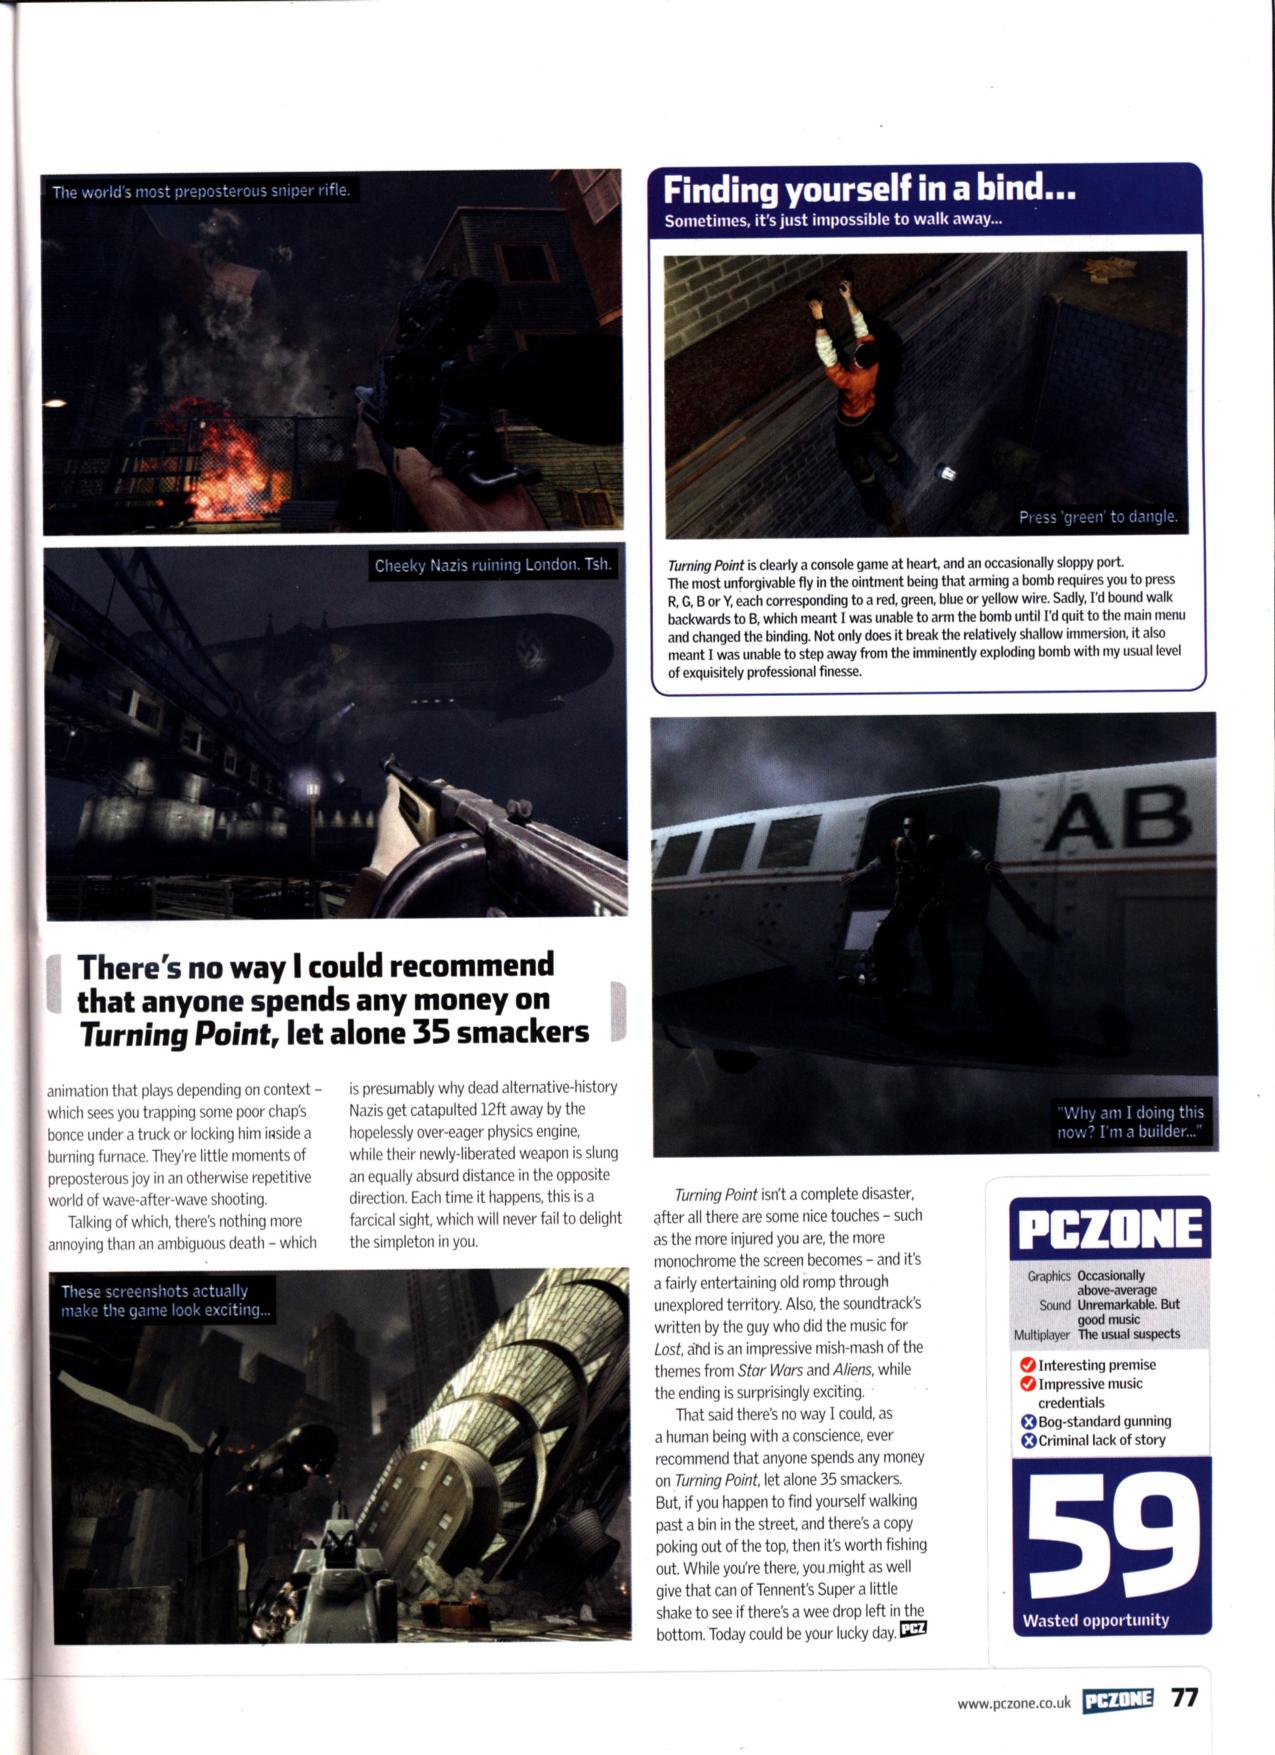 The world's most preposterous sniper rifle.
Cheeky Nazis ruining London. Tsh.
There's no way I could recommend
that anyone spends any money on
Turning Point, let alone 35 smackers
animation that plays depending on context –
which sees you trapping some poor chap's
bonce under a truck or locking him inside a
burning furnace. They're little moments of
preposterous joy in an otherwise repetitive
world of wave-after-wave shooting.
Talking of which, there's nothing more
annoying than an ambiguous death – which
is presumably why dead alternative-history
Nazis get catapulted 12ft away by the
hopelessly over-eager physics engine,
while their newly-liberated weapon is slung
an equally absurd distance in the opposite
direction. Each time it happens, this is a
farcical sight, which will never fail to delight
the simpleton in you.
These screenshots actually
make the game look exciting...
Finding yourself in a bind...
Sometimes, it's just impossible to walk away...
Press 'green' to dangle.
Turning Point is clearly a console game at heart, and an occasionally sloppy port.
The most unforgivable fly in the ointment being that arming a bomb requires you to press
R, G, B or Y, each corresponding to a red, green, blue or yellow wire. Sadly, I'd bound walk
backwards to B, which meant I was unable to arm the bomb until I'd quit to the main menu
and changed the binding. Not only does it break the relatively shallow immersion, it also
meant I was unable to step away from the imminently exploding bomb with my usual level
of exquisitely professional finesse.
AB
"Why am I doing this
now? I'm a builder..."
Turning Point isn't a complete disaster,
after all there are some nice touches – such
as the more injured you are, the more
monochrome the screen becomes – and it's
a fairly entertaining old romp through
unexplored territory. Also, the soundtrack's
written by the guy who did the music for
Lost, and is an impressive mish-mash of the
themes from Star Wars and Aliens, while
the ending is surprisingly exciting.
That said there's no way I could, as
a human being with a conscience, ever
recommend that anyone spends any money
on Turning Point, let alone 35 smackers.
But, if you happen to find yourself walking
past a bin in the street, and there's a copy
poking out of the top, then it's worth fishing
out. While you're there, you might as well
give that can of Tennent's Super a little
shake to see if there's a wee drop left in the
bottom. Today could be your lucky day. PCZ
PCZONE
Graphics Occasionally
above-average
Sound Unremarkable. But
good music
Multiplayer The usual suspects
Interesting premise
Impressive music
credentials
Bog-standard gunning
Criminal lack of story
59
Wasted opportunity
www.pczone.co.uk PCZONE 77